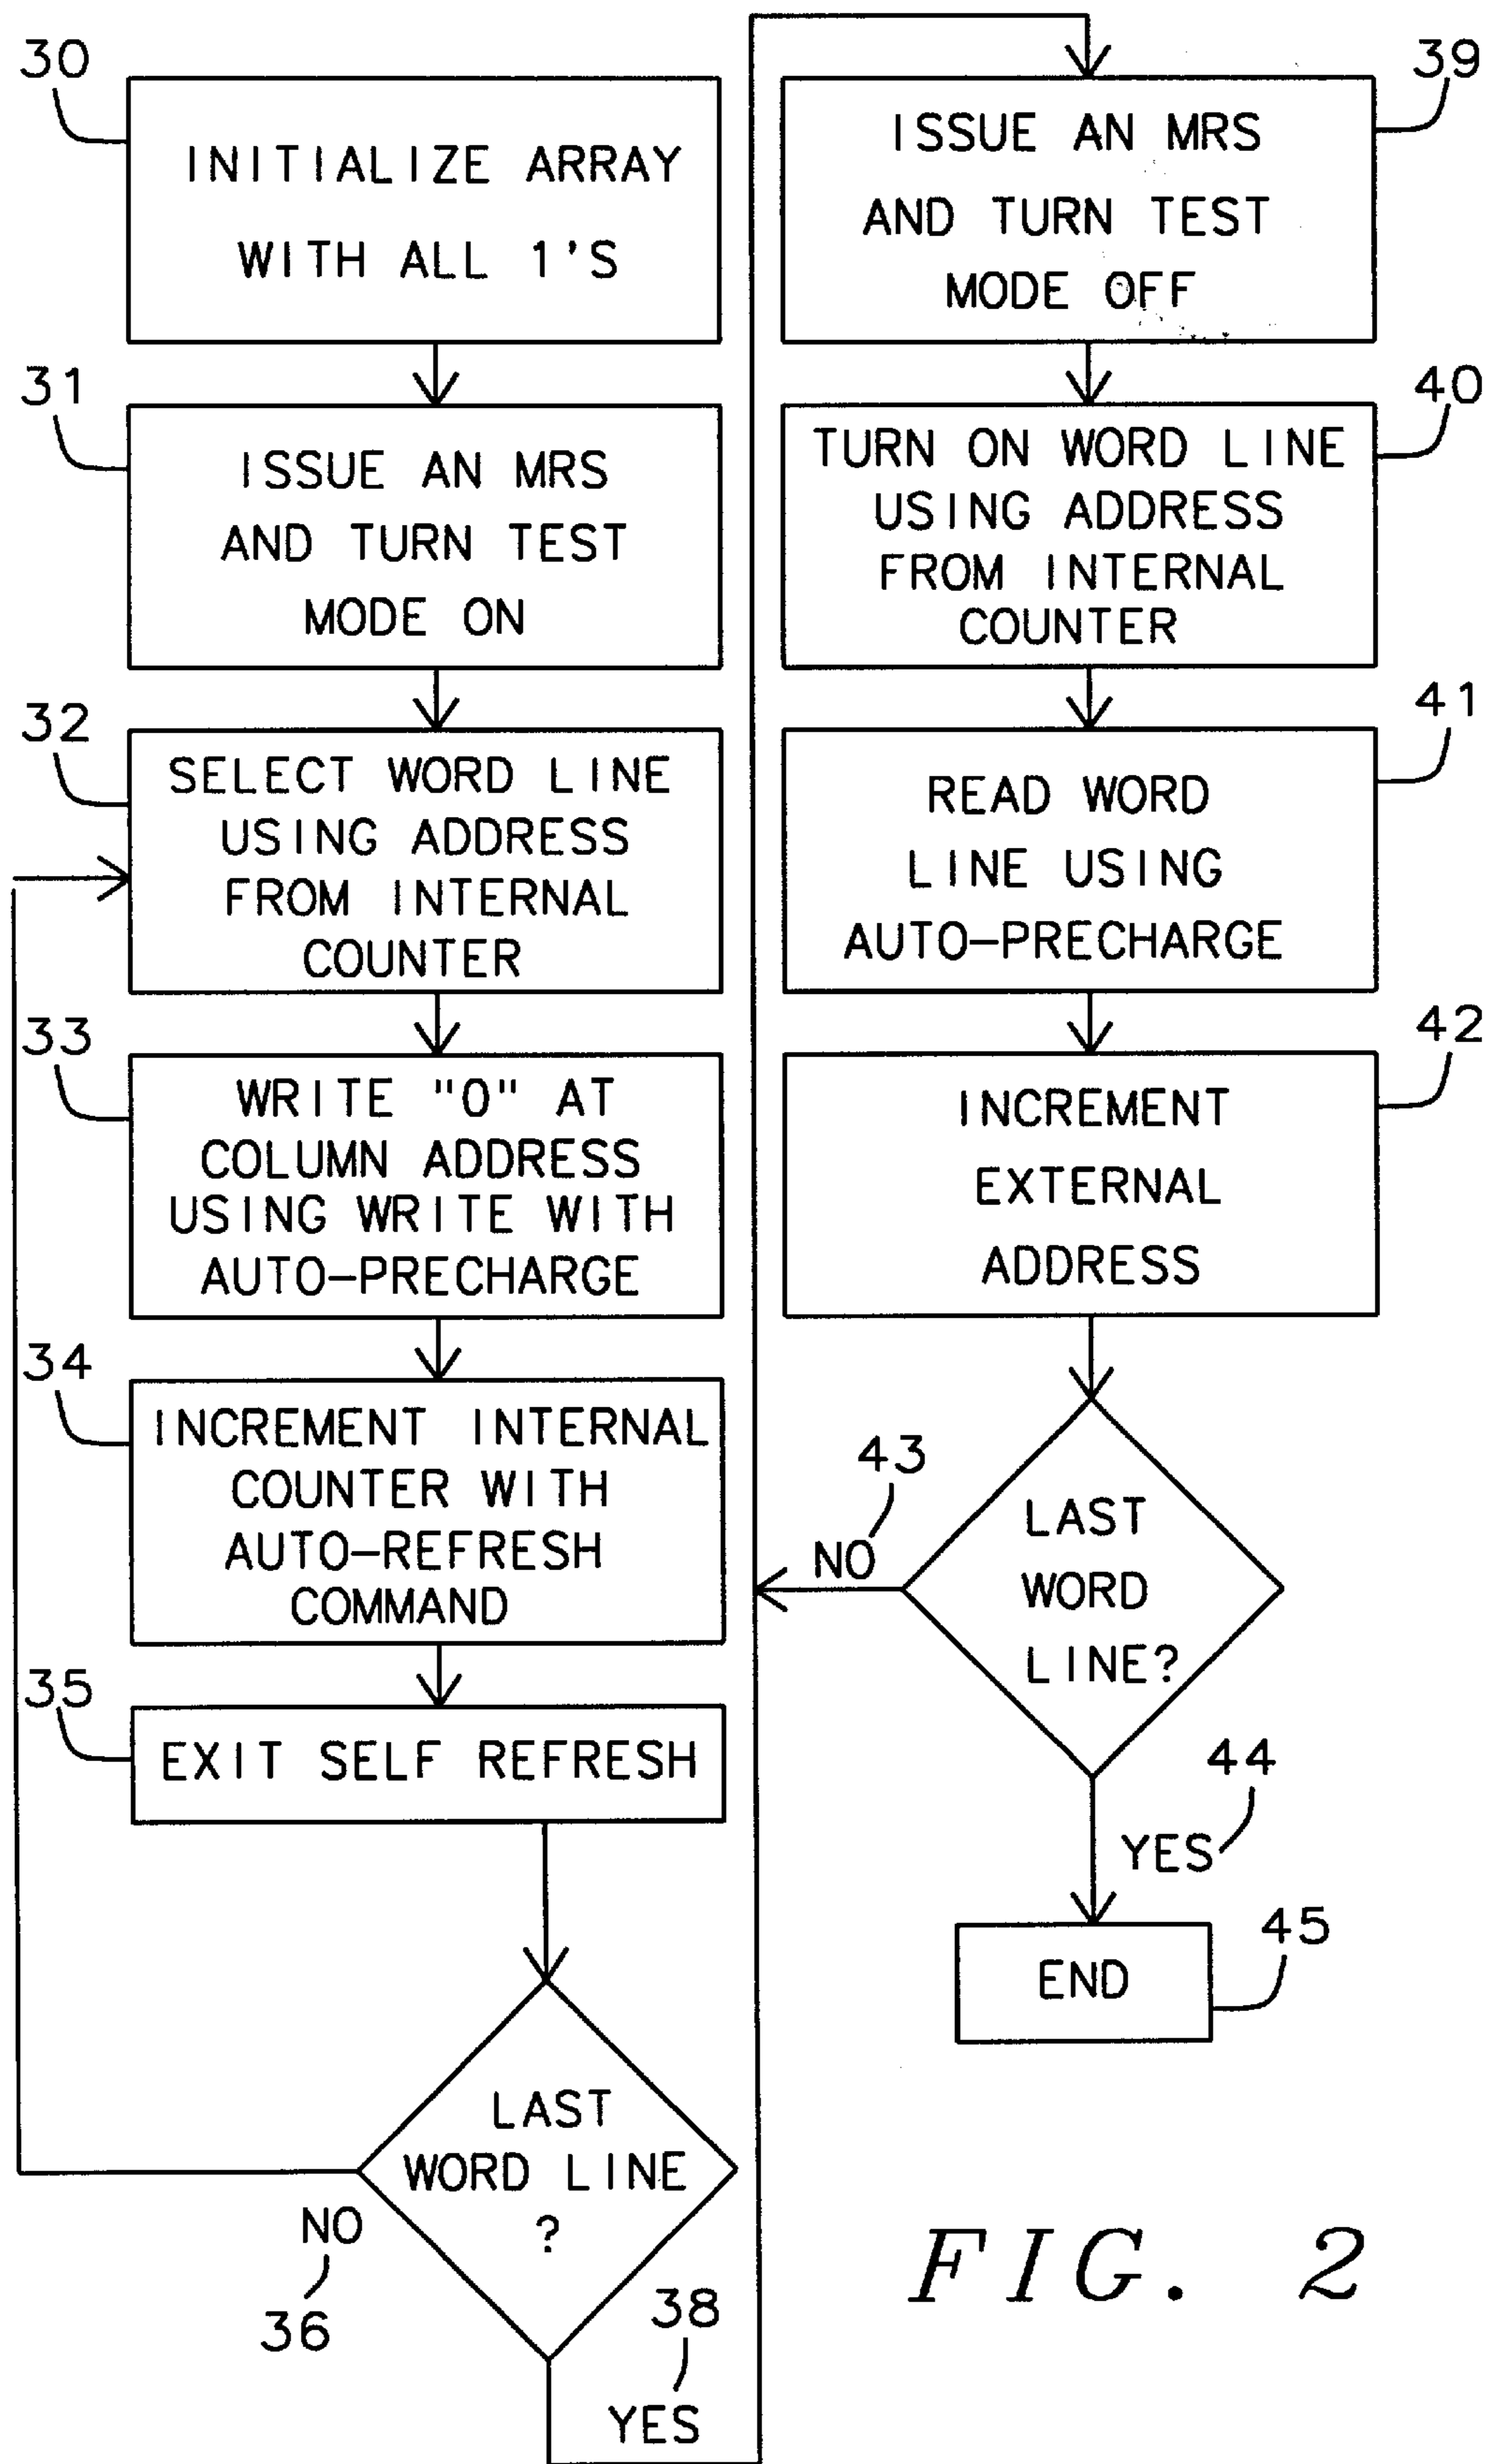 30
INITIALIZE ARRAY
WITH ALL 1'S
31
ISSUE AN MRS
AND TURN TEST
MODE ON
32
SELECT WORD LINE
USING ADDRESS
FROM INTERNAL
COUNTER
33
WRITE "0" AT
COLUMN ADDRESS
USING WRITE WITH
AUTO-PRECHARGE
34
INCREMENT INTERNAL
COUNTER WITH
AUTO-REFRESH
COMMAND
35
EXIT SELF REFRESH
LAST
WORD LINE
?
NO
36
38
YES
39
ISSUE AN MRS
AND TURN TEST
MODE OFF
40
TURN ON WORD LINE
USING ADDRESS
FROM INTERNAL
COUNTER
41
READ WORD
LINE USING
AUTO-PRECHARGE
42
INCREMENT
EXTERNAL
ADDRESS
43
NO
LAST
WORD
LINE?
44
YES
45
END
FIG. 2